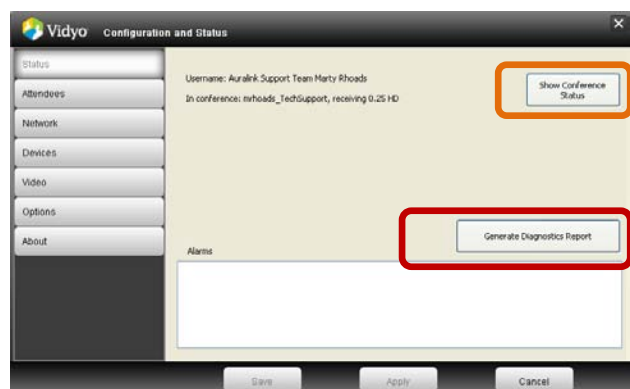 Vidyo Configuration and Status
Status
Attendees
Network
Devices
Video
Options
About
Username: Auralink Support Team Marty Rhoads
In conference: mrhoads_TechSupport, receiving 0.25 HD
Show Conference
Status
Generate Diagnostics Report
Alarms
Save
Apply
Cancel